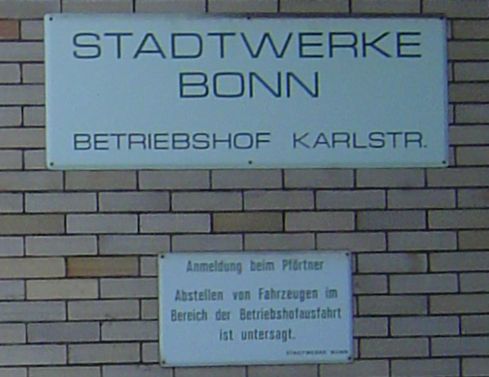 STADTWERKE
BONN
BETRIEBSHOF KARLSTR.
Anmeldung beim Pförtner
Abstellen von Fahrzeugen im
Bereich der Betriebshofausfahrt
ist untersagt.
STADTWERKE BONN